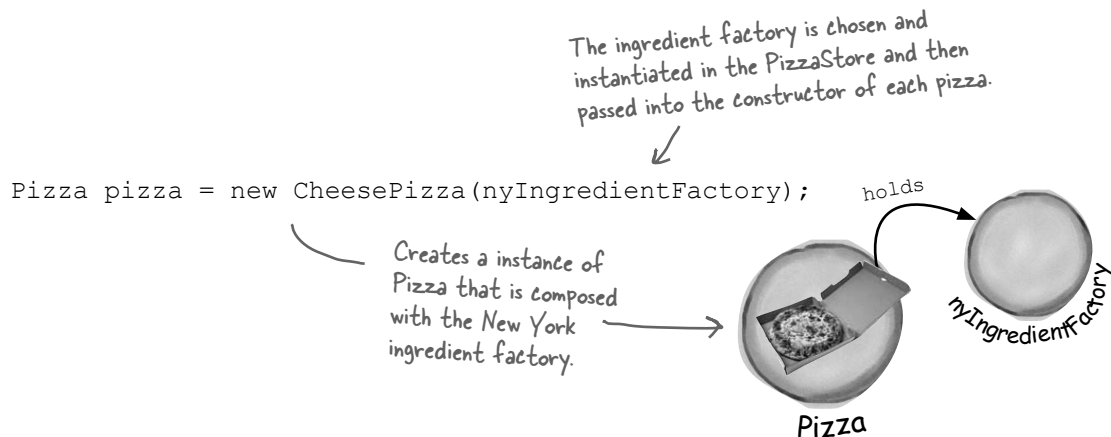 The ingredient factory is chosen and
instantiated in the PizzaStore and then
passed into the constructor of each pizza.
Pizza pizza = new CheesePizza(nyIngredientFactory);
holds
Creates a instance of
Pizza that is composed
with the New York
ingredient factory.
nyIngredientFactory
Pizza